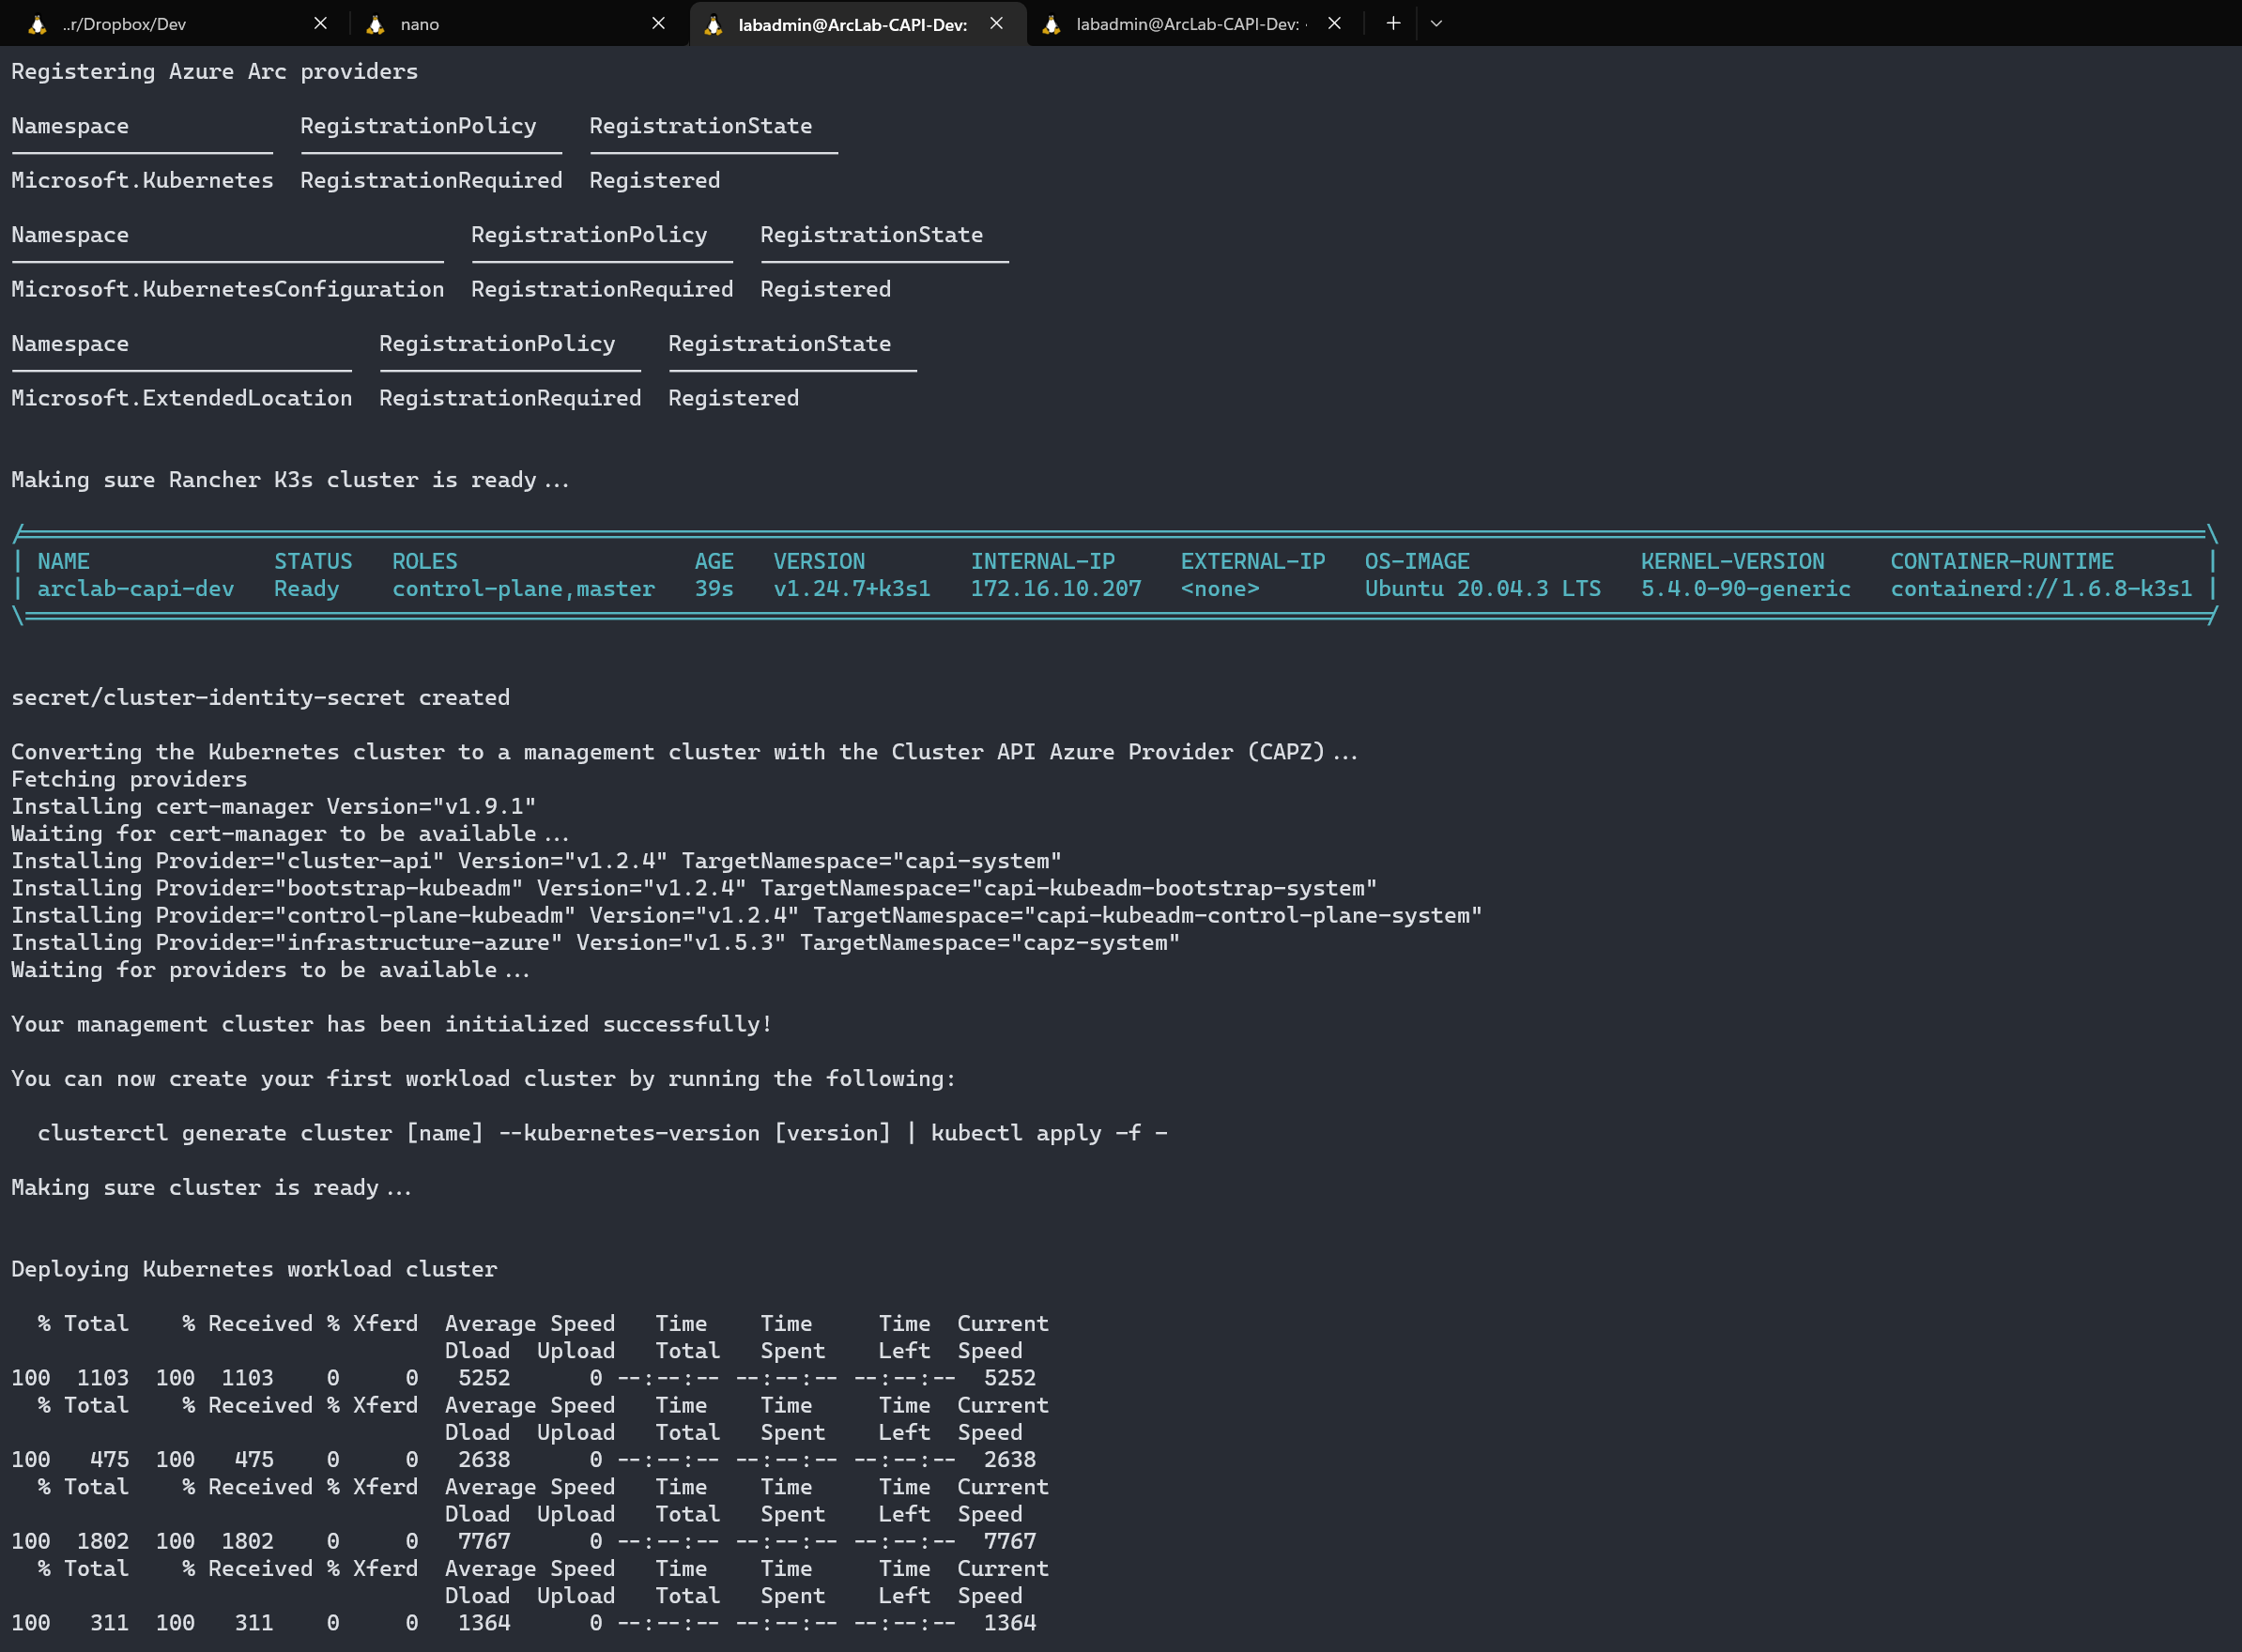 ..r/Dropbox/Dev
nano
labadmin@ArcLab-CAPI-Dev:
labadmin@ArcLab-CAPI-Dev:
Registering Azure Arc providers
Namespace RegistrationPolicy RegistrationState
Microsoft.Kubernetes RegistrationRequired Registered
Namespace RegistrationPolicy RegistrationState
Microsoft.KubernetesConfiguration RegistrationRequired Registered
Namespace RegistrationPolicy RegistrationState
Microsoft.ExtendedLocation RegistrationRequired Registered
Making sure Rancher K3s cluster is ready...
| NAME STATUS ROLES AGE VERSION INTERNAL-IP EXTERNAL-IP OS-IMAGE KERNEL-VERSION CONTAINER-RUNTIME |
| arclab-capi-dev Ready control-plane,master 39s v1.24.7+k3s1 172.16.10.207 <none> Ubuntu 20.04.3 LTS 5.4.0-90-generic containerd://1.6.8-k3s1 |
secret/cluster-identity-secret created
Converting the Kubernetes cluster to a management cluster with the Cluster API Azure Provider (CAPZ)...
Fetching providers
Installing cert-manager Version="v1.9.1"
Waiting for cert-manager to be available...
Installing Provider="cluster-api" Version="v1.2.4" TargetNamespace="capi-system"
Installing Provider="bootstrap-kubeadm" Version="v1.2.4" TargetNamespace="capi-kubeadm-bootstrap-system"
Installing Provider="control-plane-kubeadm" Version="v1.2.4" TargetNamespace="capi-kubeadm-control-plane-system"
Installing Provider="infrastructure-azure" Version="v1.5.3" TargetNamespace="capz-system"
Waiting for providers to be available...
Your management cluster has been initialized successfully!
You can now create your first workload cluster by running the following:
clusterctl generate cluster [name] --kubernetes-version [version] | kubectl apply -f -
Making sure cluster is ready...
Deploying Kubernetes workload cluster
% Total % Received % Xferd Average Speed Time Time Time Current
Dload Upload Total Spent Left Speed
100 1103 100 1103 0 0 5252 0 --:--:-- --:--:-- --:--:-- 5252
% Total % Received % Xferd Average Speed Time Time Time Current
Dload Upload Total Spent Left Speed
100 475 100 475 0 0 2638 0 --:--:-- --:--:-- --:--:-- 2638
% Total % Received % Xferd Average Speed Time Time Time Current
Dload Upload Total Spent Left Speed
100 1802 100 1802 0 0 7767 0 --:--:-- --:--:-- --:--:-- 7767
% Total % Received % Xferd Average Speed Time Time Time Current
Dload Upload Total Spent Left Speed
100 311 100 311 0 0 1364 0 --:--:-- --:--:-- --:--:-- 1364